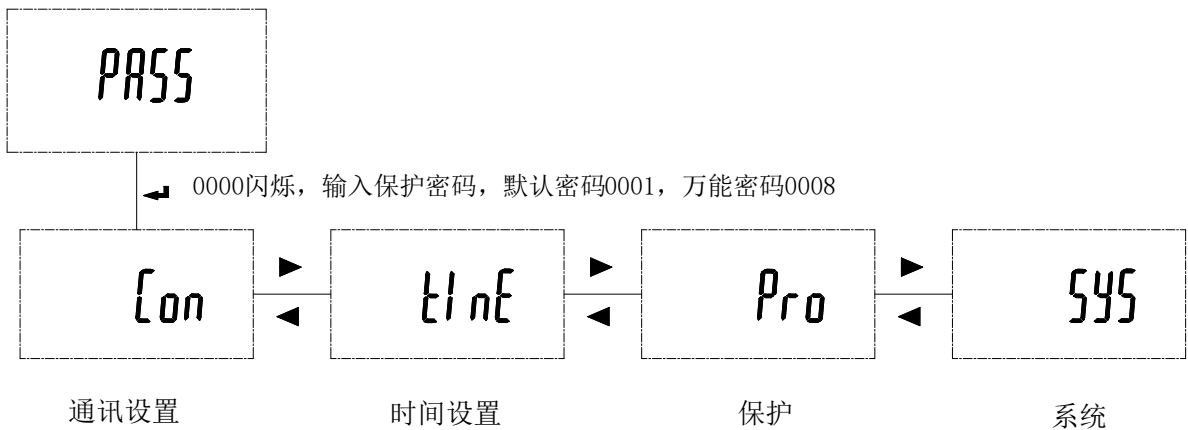 PASS
0000闪烁，输入保护密码，默认密码0001，万能密码0008
Con
tInE
Pro
SYS
通讯设置
时间设置
保护
系统